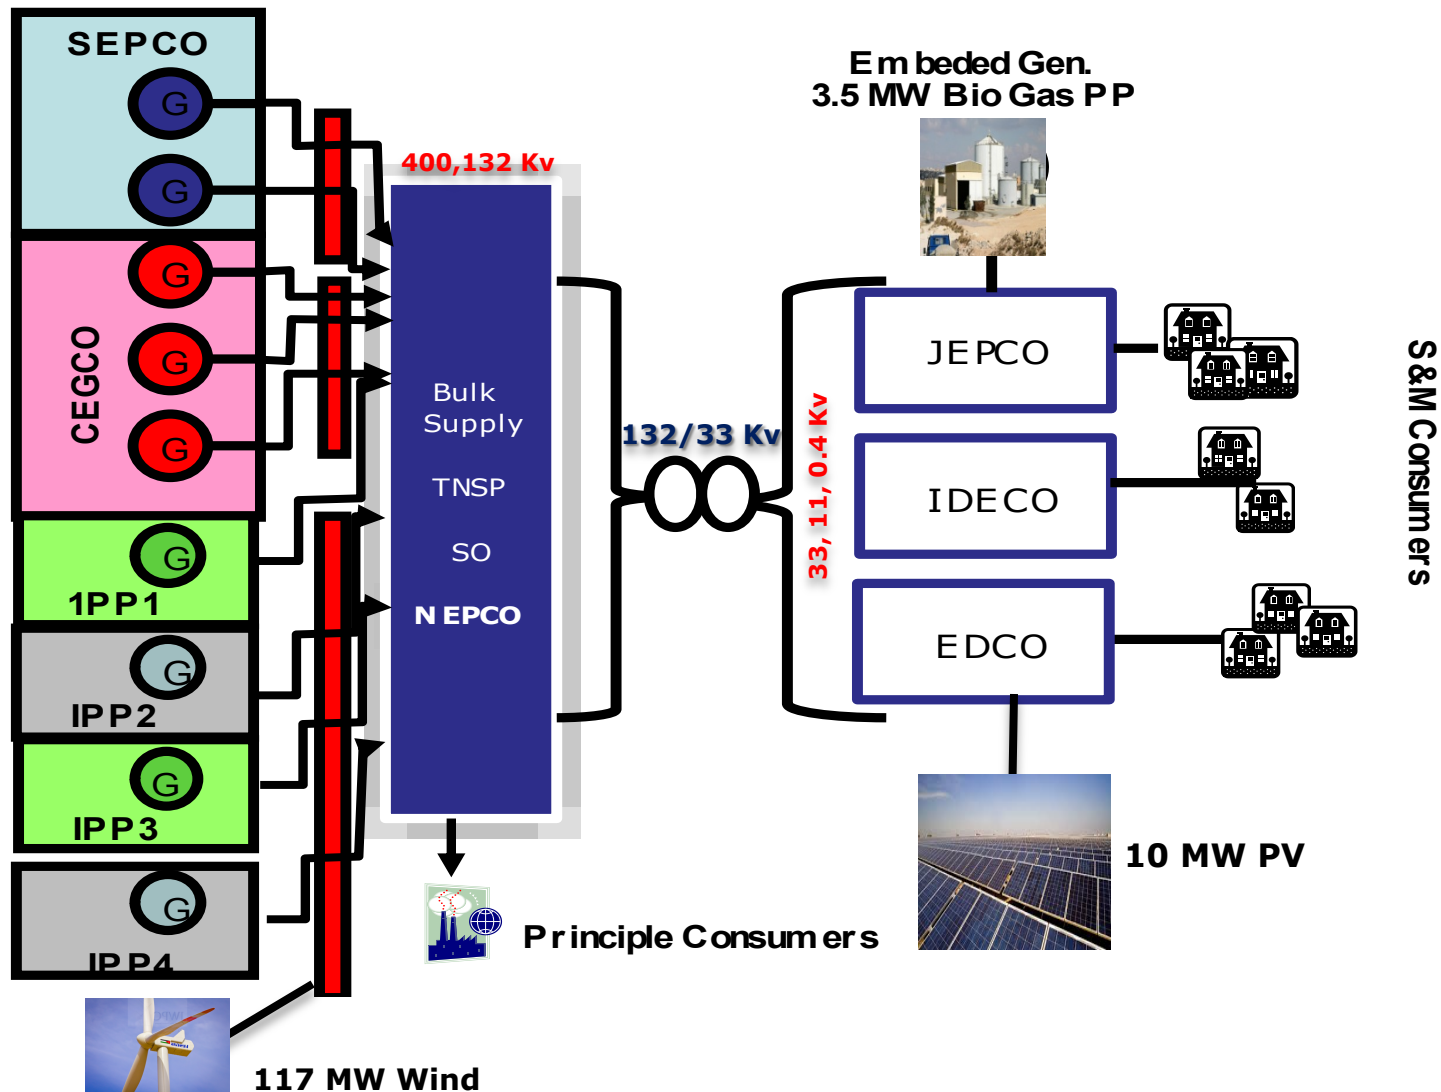 SEPCO
G
G
CEGCO
G
G
G
G
1PP1
G
IPP2
G
IPP3
G
IPP4
117 MW Wind
400,132 Kv
Bulk
Supply
TNSP
SO
NEPCO
Principle Consumers
132/33 Kv
33, 11, 0.4 Kv
Embeded Gen.
3.5 MW Bio Gas PP
JEPCO
IDECO
EDCO
10 MW PV
S&M Consumers